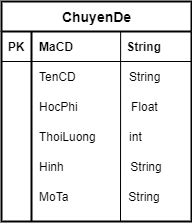 ChuyenDe
PK MaCD String
TenCD String
HocPhi Float
ThoiLuong int
Hinh String
MoTa String